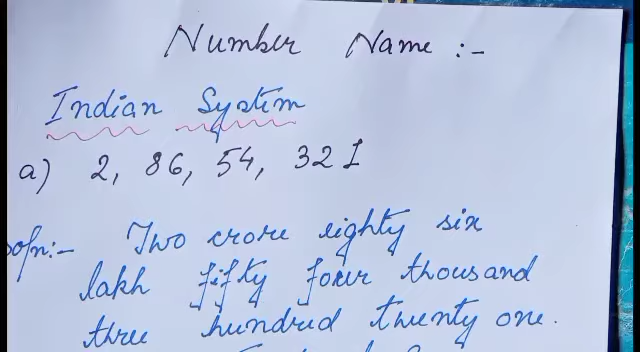 Number Name :-
Indian System
a) 2, 86, 54, 321
Soln:- Two crore eighty six
lakh fifty four thousand
three hundred twenty one.